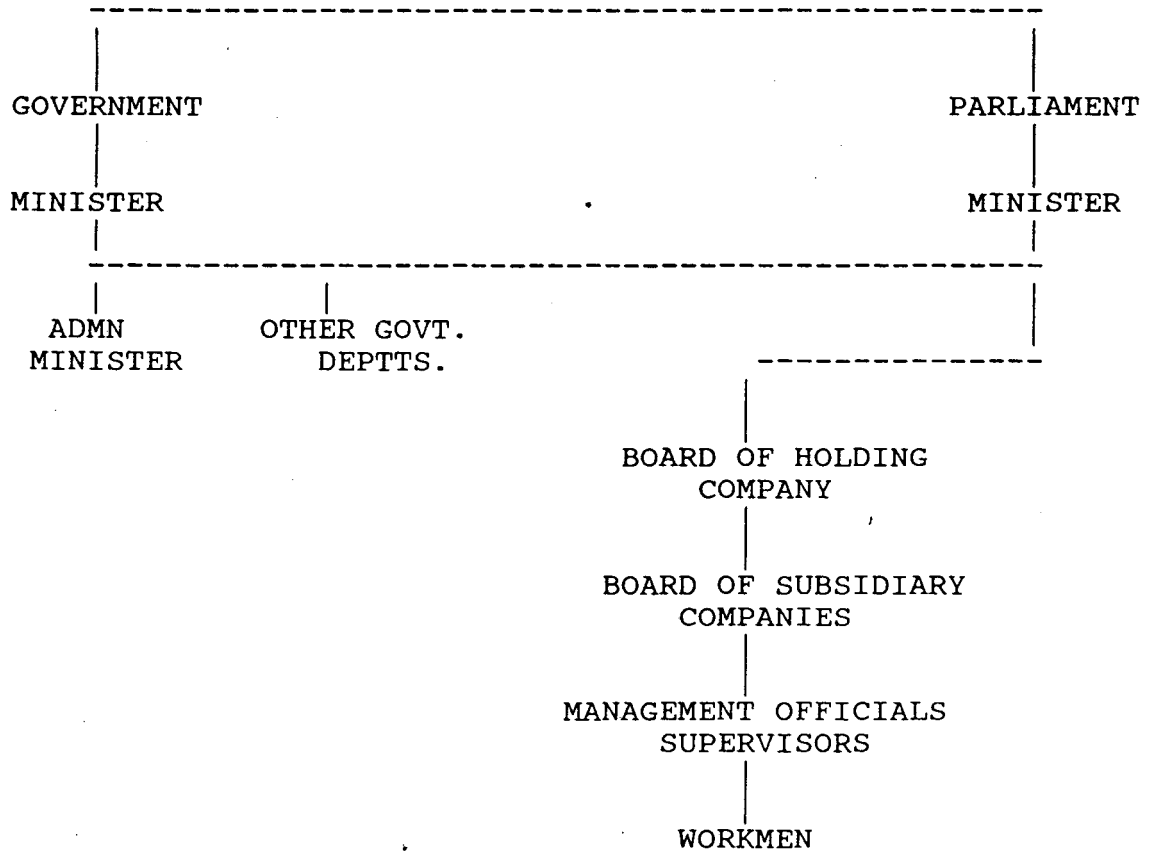 GOVERNMENT PARLIAMENT
MINISTER MINISTER
ADMN OTHER GOVT.
MINISTER DEPTTS.
BOARD OF HOLDING
COMPANY
BOARD OF SUBSIDIARY
COMPANIES
MANAGEMENT OFFICIALS
SUPERVISORS
WORKMEN